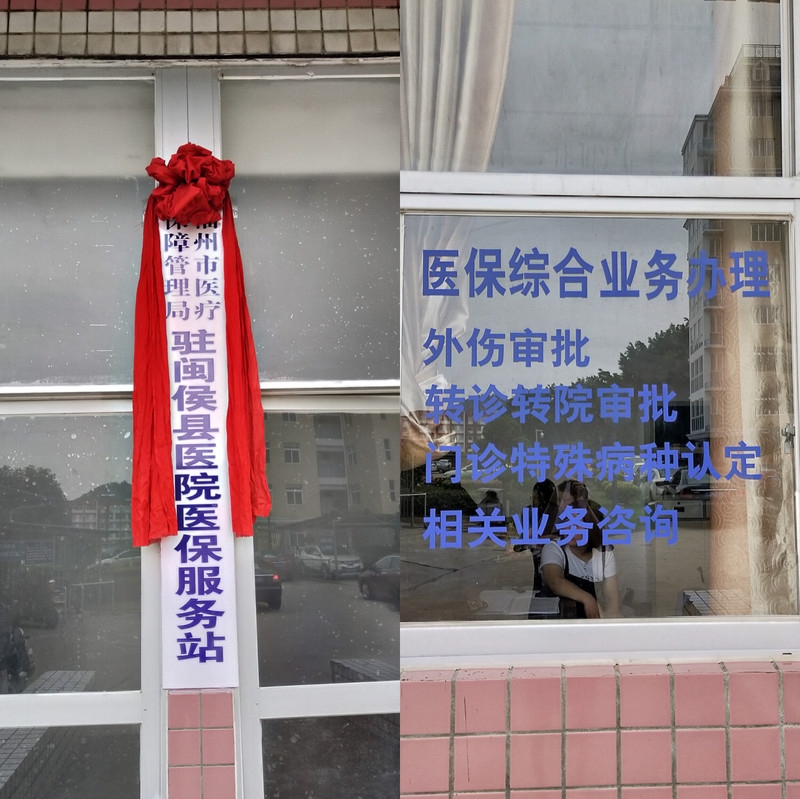 福州市医疗
保障管理局
驻闽侯县医院医保服务站
医保综合业务办理
外伤审批
转诊转院审批
门诊特殊病种认定
相关业务咨询